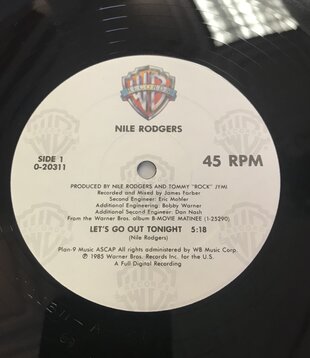 RECORDS
NILE RODGERS
SIDE 1
0-20311
45 RPM
PRODUCED BY NILE RODGERS AND TOMMY "ROCK" JYMI
Recorded and Mixed by James Farber
Second Engineer: Eric Mohler
Additional Engineering: Bobby Warner
Additional Second Engineer: Dan Nash
From the Warner Bros. album B-MOVIE MATINEE (1-25290)
LET'S GO OUT TONIGHT 5:18
(Nile Rodgers)
Plan-9 Music ASCAP All rights administered by WB Music Corp.
℗ 1985 Warner Bros. Records Inc. for the U.S.
A Full Digital Recording